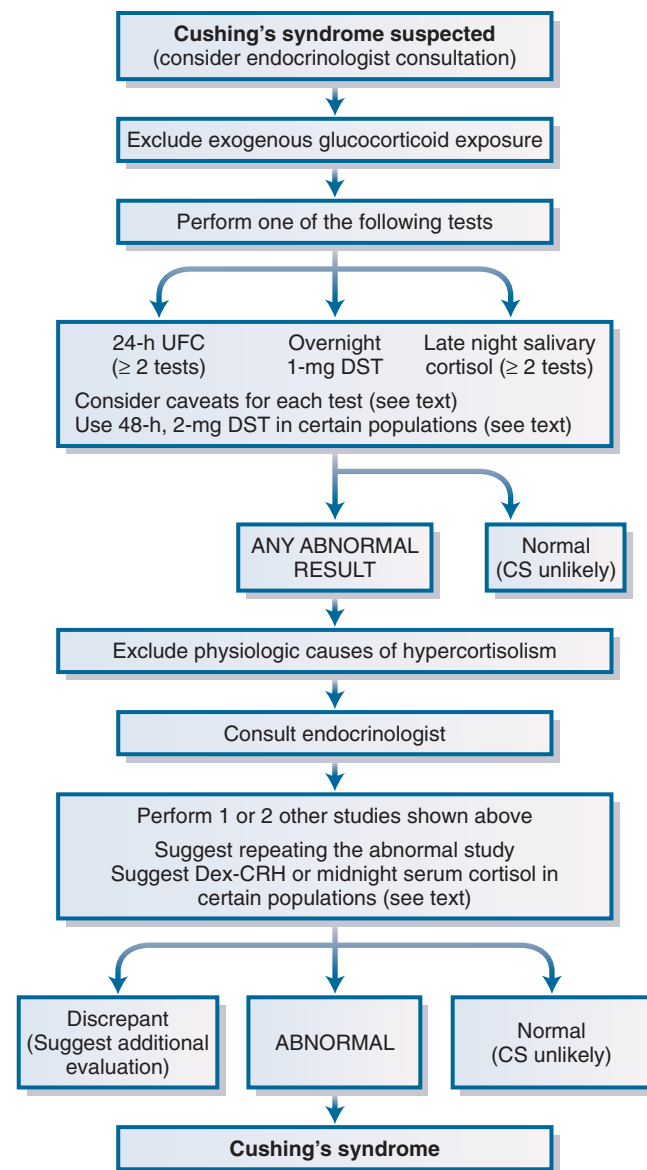 Cushing's syndrome suspected
(consider endocrinologist consultation)
Exclude exogenous glucocorticoid exposure
Perform one of the following tests
24-h UFC
(≥ 2 tests)
Overnight
1-mg DST
Late night salivary
cortisol (≥ 2 tests)
Consider caveats for each test (see text)
Use 48-h, 2-mg DST in certain populations (see text)
ANY ABNORMAL
RESULT
Normal
(CS unlikely)
Exclude physiologic causes of hypercortisolism
Consult endocrinologist
Perform 1 or 2 other studies shown above
Suggest repeating the abnormal study
Suggest Dex-CRH or midnight serum cortisol in
certain populations (see text)
Discrepant
(Suggest additional
evaluation)
ABNORMAL
Normal
(CS unlikely)
Cushing's syndrome